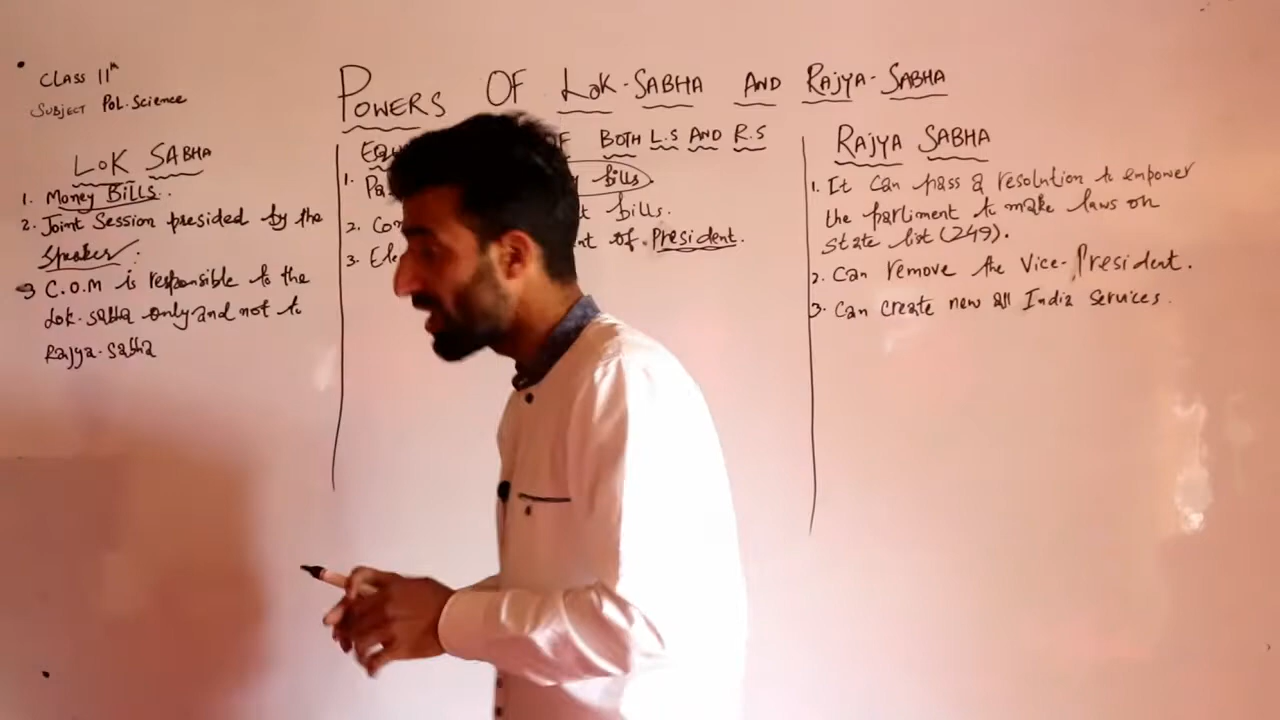 CLASS 11th
SUBJECT POL. Science
POWERS OF LOK-SABHA AND RAJYA-SABHA
LOK SABHA
1. Money BILLS..
2. Joint Session presided by the
Speaker
3 C.O.M is responsible to the
Lok-sabha only and not to
Rajya-Sabha
OF BOTH L.S AND R.S
1. bills.
2. bills.
3. of President.
RAJYA SABHA
1. It can pass a resolution to empower
the parliment to make laws on
state list (249).
2. Can remove the Vice-President.
3. Can create new all India Services.